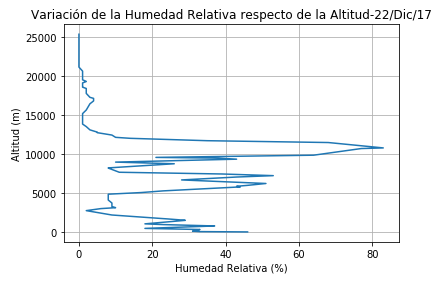 Variación de la Humedad Relativa respecto de la Altitud-22/Dic/17
25000
20000
15000
10000
5000
0
Altitud (m)
0 20 40 60 80
Humedad Relativa (%)